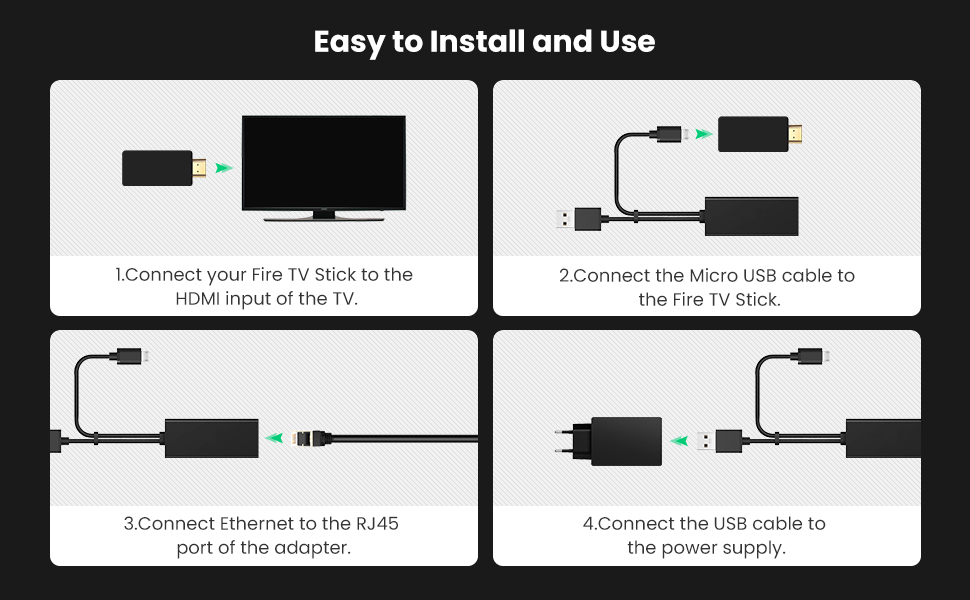 Easy to Install and Use
1.Connect your Fire TV Stick to the
HDMI input of the TV.
2.Connect the Micro USB cable to
the Fire TV Stick.
3.Connect Ethernet to the RJ45
port of the adapter.
4.Connect the USB cable to
the power supply.